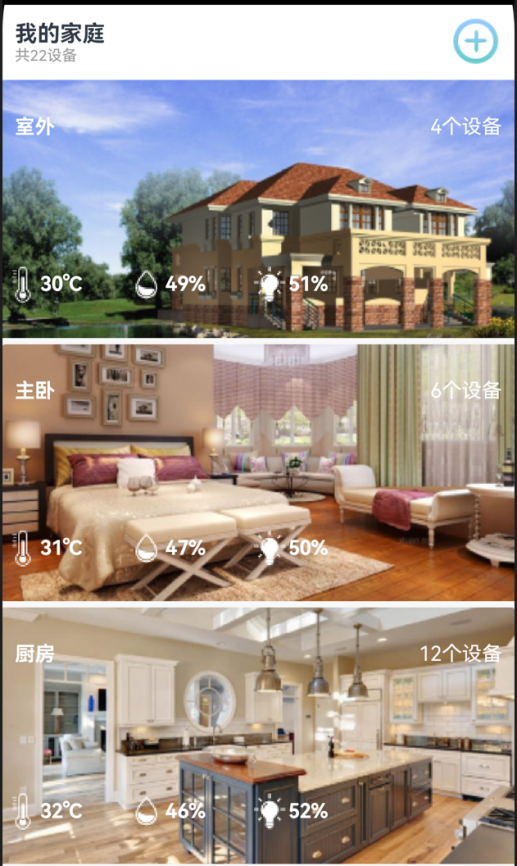 我的家庭
共22设备
室外
4个设备
30℃ 49% 51%
主卧
6个设备
31℃ 47% 50%
厨房
12个设备
32℃ 46% 52%